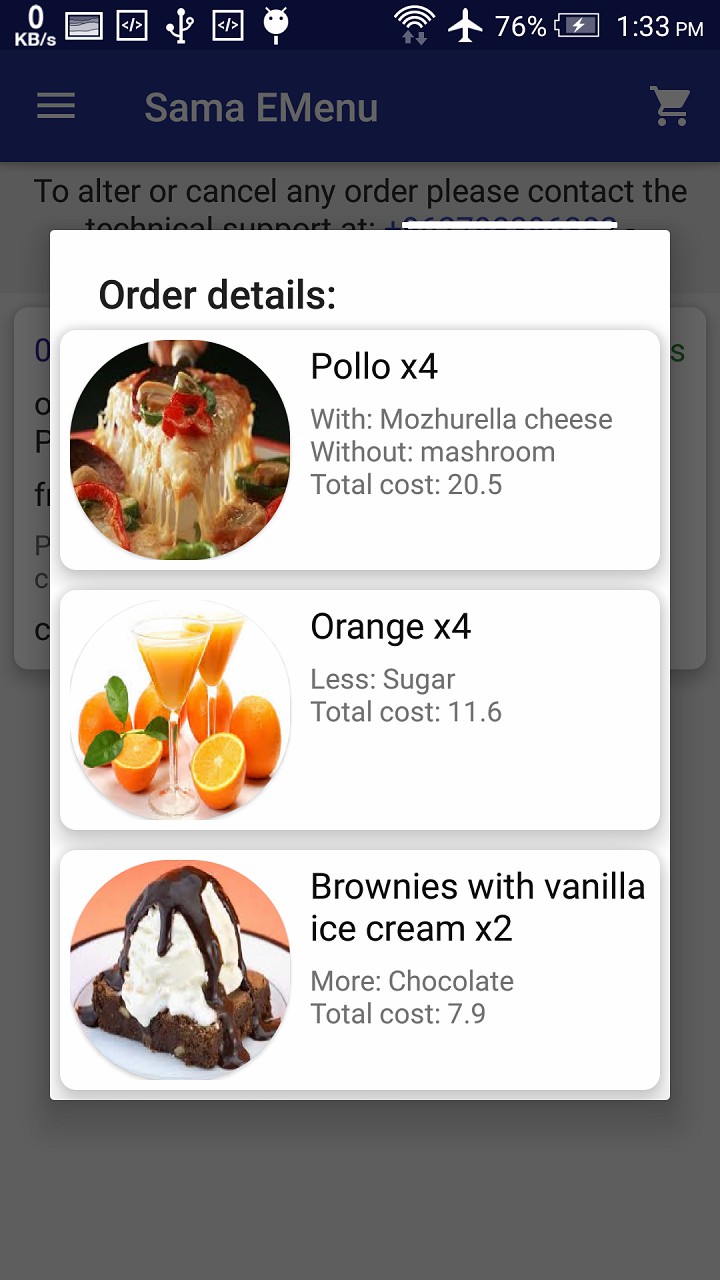 0
KB/s
76%
1:33 PM
Sama EMenu
To alter or cancel any order please contact the
technical support at:
Order details:
Pollo x4
With: Mozhurella cheese
Without: mashroom
Total cost: 20.5
Orange x4
Less: Sugar
Total cost: 11.6
Brownies with vanilla
ice cream x2
More: Chocolate
Total cost: 7.9